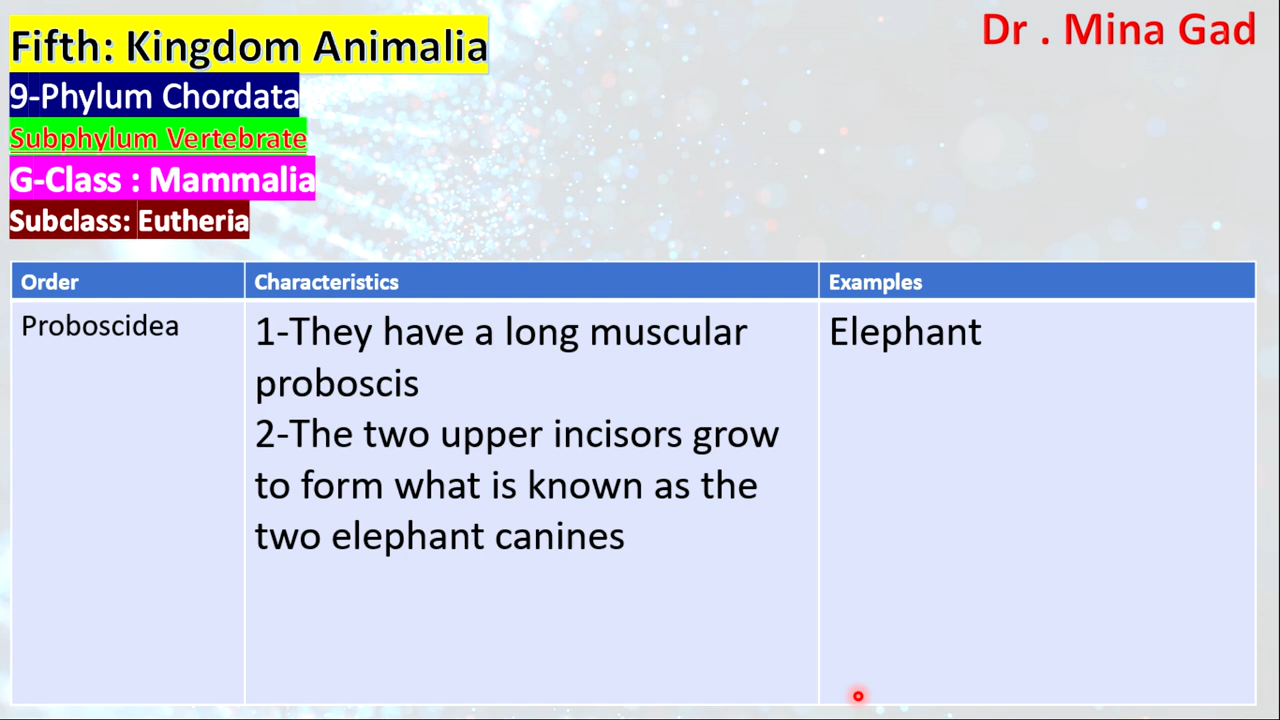 Fifth: Kingdom Animalia
Dr . Mina Gad
9-Phylum Chordata
Subphylum Vertebrate
G-Class : Mammalia
Subclass: Eutheria
Order
Characteristics
Examples
Proboscidea
1-They have a long muscular
proboscis
2-The two upper incisors grow
to form what is known as the
two elephant canines
Elephant